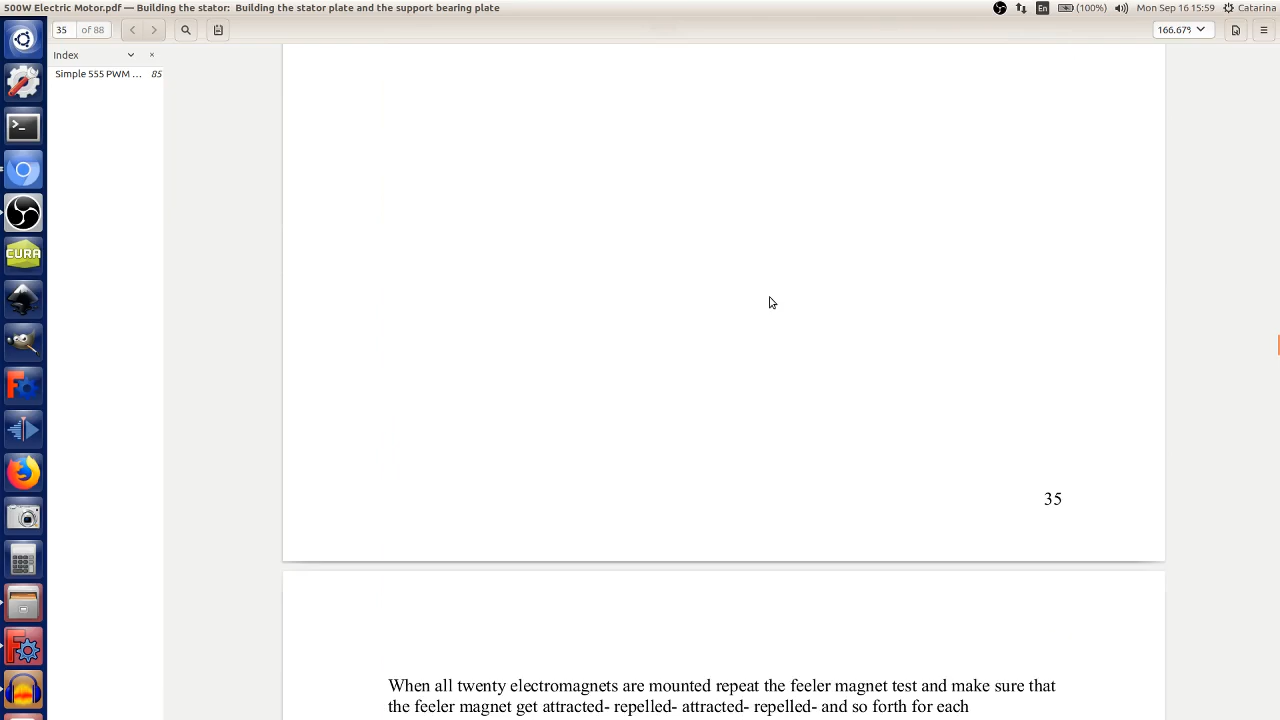 500W Electric Motor.pdf — Building the stator: Building the stator plate and the support bearing plate
En
(100%)
Mon Sep 16 15:59
Catarina
35
of 88
166.67%
Index
Simple 555 PWM ...
85
>_
CURA
35
When all twenty electromagnets are mounted repeat the feeler magnet test and make sure that
the feeler magnet get attracted- repelled- attracted- repelled- and so forth for each